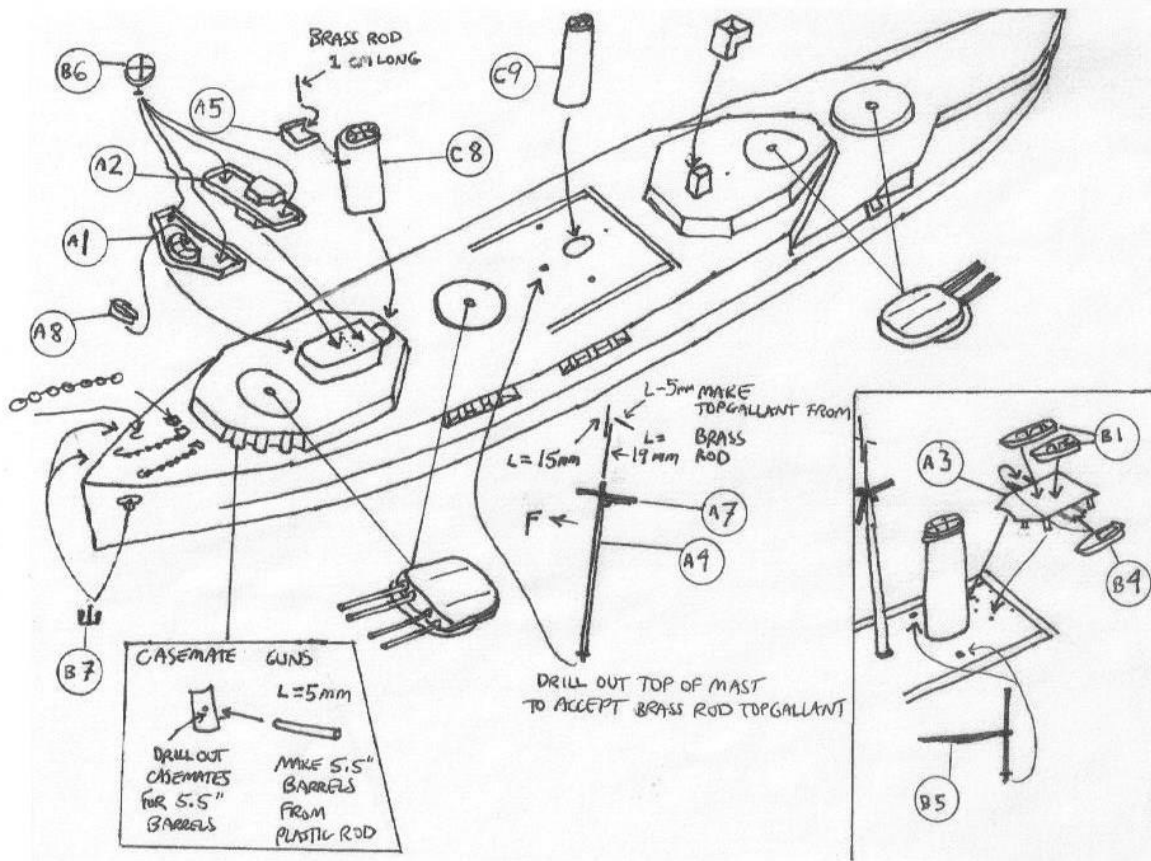 BRASS ROD
1 CM LONG
B6
A5
C9
A2
C8
A1
A8
L-5mm MAKE
TOPGALLANT FROM
BRASS
ROD
L=
19mm
L=15mm
A7
F
A4
A3
B1
B4
B7
CASEMATE GUNS
L=5mm
DRILL OUT
CASEMATES
FOR 5.5"
BARRELS
MAKE 5.5"
BARRELS
FROM
PLASTIC ROD
DRILL OUT TOP OF MAST
TO ACCEPT BRASS ROD TOPGALLANT
B5